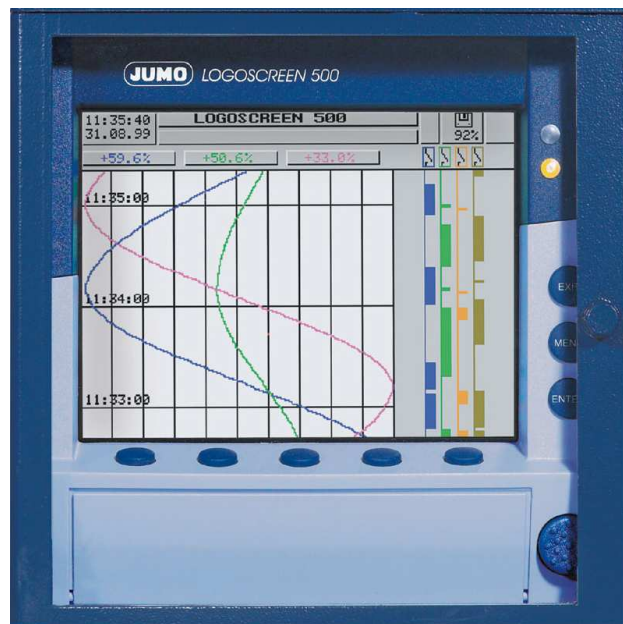 JUMO LOGOSCREEN 500
11:35:40 LOGOSCREEN 500
31.08.99 92%
+59.6% +50.6% +33.0%
11:35:00
EXI
11:34:00
MEN
11:33:00
ENTE